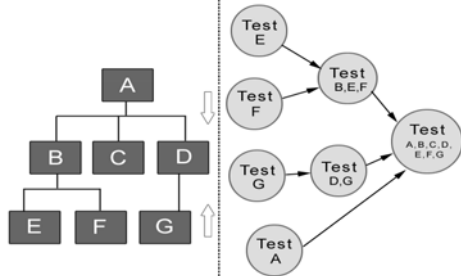 A
B
C
D
E
F
G
Test
E
Test
F
Test
B,E,F
Test
G
Test
D,G
Test
A,B,C,D,
E,F,G
Test
A